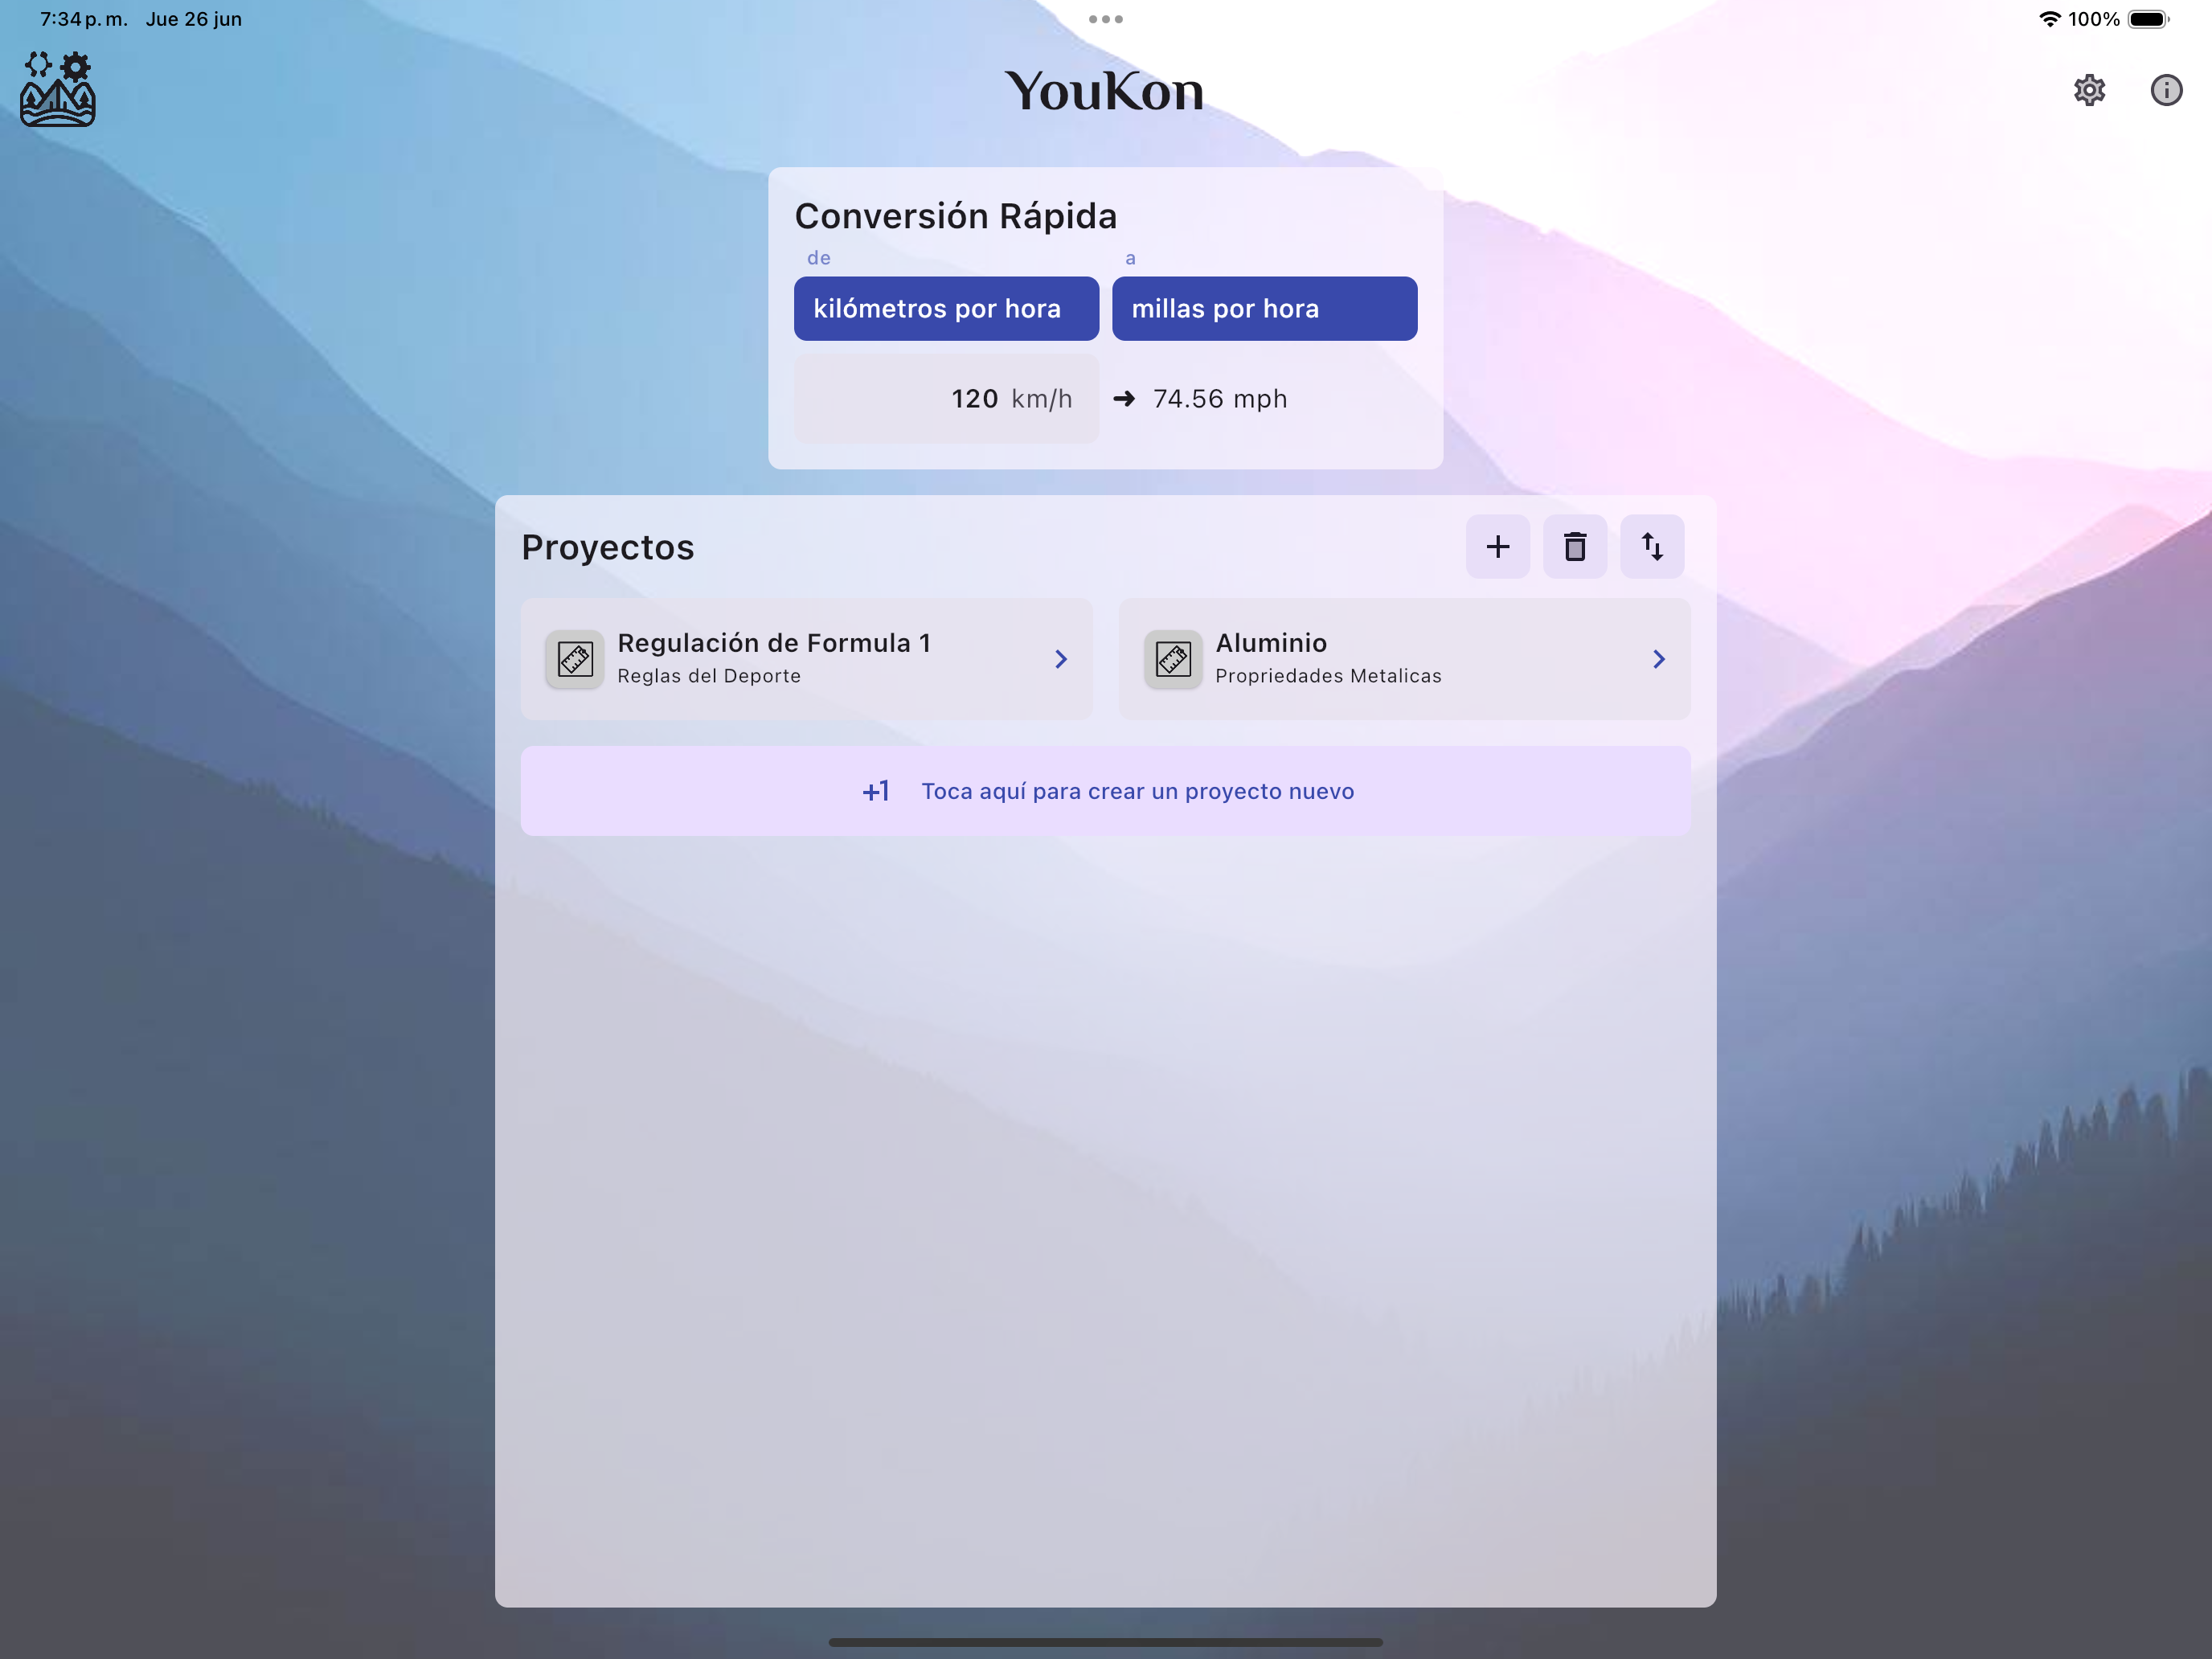 7:34 p. m. Jue 26 jun
100%
YouKon
Conversión Rápida
de
a
kilómetros por hora
millas por hora
120 km/h
➜ 74.56 mph
Proyectos
Regulación de Formula 1
Reglas del Deporte
Aluminio
Propriedades Metalicas
+1 Toca aquí para crear un proyecto nuevo